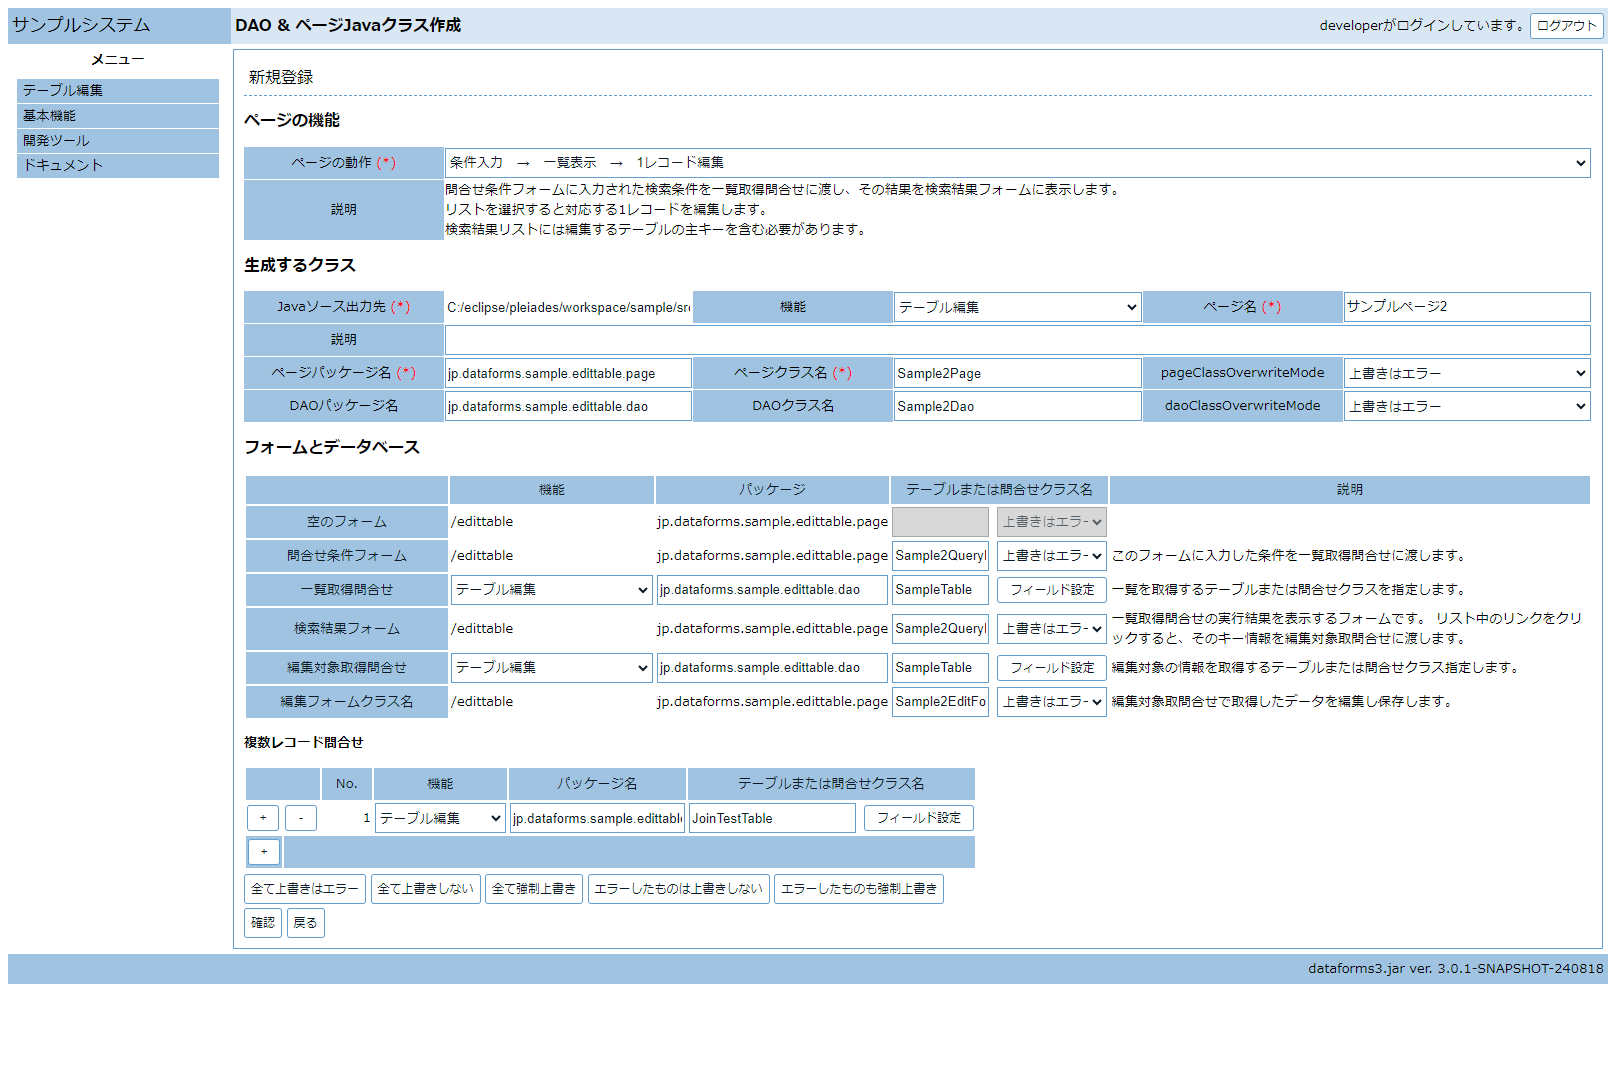 サンプルシステム
DAO & ページJavaクラス作成
developerがログインしています。 ログアウト
メニュー
テーブル編集
基本機能
開発ツール
ドキュメント
新規登録
ページの機能
ページの動作 (*) 条件入力 → 一覧表示 → 1レコード編集
説明
問合せ条件フォームに入力された検索条件を一覧取得問合せに渡し、その結果を検索結果フォームに表示します。
リストを選択すると対応する1レコードを編集します。
検索結果リストには編集するテーブルの主キーを含む必要があります。
生成するクラス
Javaソース出力先 (*) C:/eclipse/pleiades/workspace/sample/sr 機能 テーブル編集 ページ名 (*) サンプルページ2
説明
ページパッケージ名 (*) jp.dataforms.sample.edittable.page ページクラス名 (*) Sample2Page pageClassOverwriteMode 上書きはエラー
DAOパッケージ名 jp.dataforms.sample.edittable.dao DAOクラス名 Sample2Dao daoClassOverwriteMode 上書きはエラー
フォームとデータベース
機能 パッケージ テーブルまたは問合せクラス名 説明
空のフォーム /edittable jp.dataforms.sample.edittable.page 上書きはエラー
問合せ条件フォーム /edittable jp.dataforms.sample.edittable.page Sample2Query 上書きはエラー このフォームに入力した条件を一覧取得問合せに渡します。
一覧取得問合せ テーブル編集 jp.dataforms.sample.edittable.dao SampleTable フィールド設定 一覧を取得するテーブルまたは問合せクラスを指定します。
検索結果フォーム /edittable jp.dataforms.sample.edittable.page Sample2Query 上書きはエラー 一覧取得問合せの実行結果を表示するフォームです。 リスト中のリンクをクリ
ックすると、そのキー情報を編集対象取問合せに渡します。
編集対象取得問合せ テーブル編集 jp.dataforms.sample.edittable.dao SampleTable フィールド設定 編集対象の情報を取得するテーブルまたは問合せクラス指定します。
編集フォームクラス名 /edittable jp.dataforms.sample.edittable.page Sample2EditFo 上書きはエラー 編集対象取問合せで取得したデータを編集し保存します。
複数レコード問合せ
No. 機能 パッケージ名 テーブルまたは問合せクラス名
+ - 1 テーブル編集 jp.dataforms.sample.edittable JoinTestTable フィールド設定
+
全て上書きはエラー 全て上書きしない 全て強制上書き エラーしたものは上書きしない エラーしたものも強制上書き
確認 戻る
dataforms3.jar ver. 3.0.1-SNAPSHOT-240818